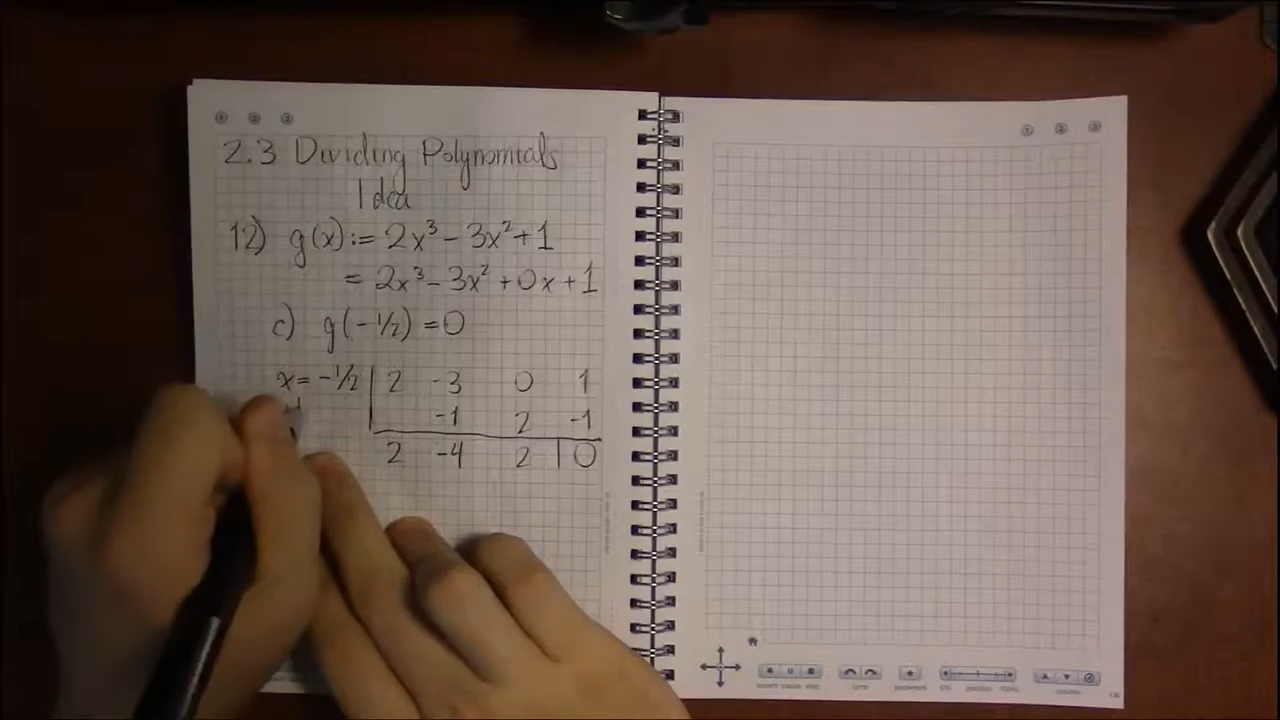 2.3 Dividing Polynomials
Idea
12) g(x) := 2x³ - 3x² + 1
= 2x³ - 3x² + 0x + 1
c) g(-1/2) = 0
x = -1/2 | 2 -3 0 1
-1 2 -1
2 -4 2 | 0